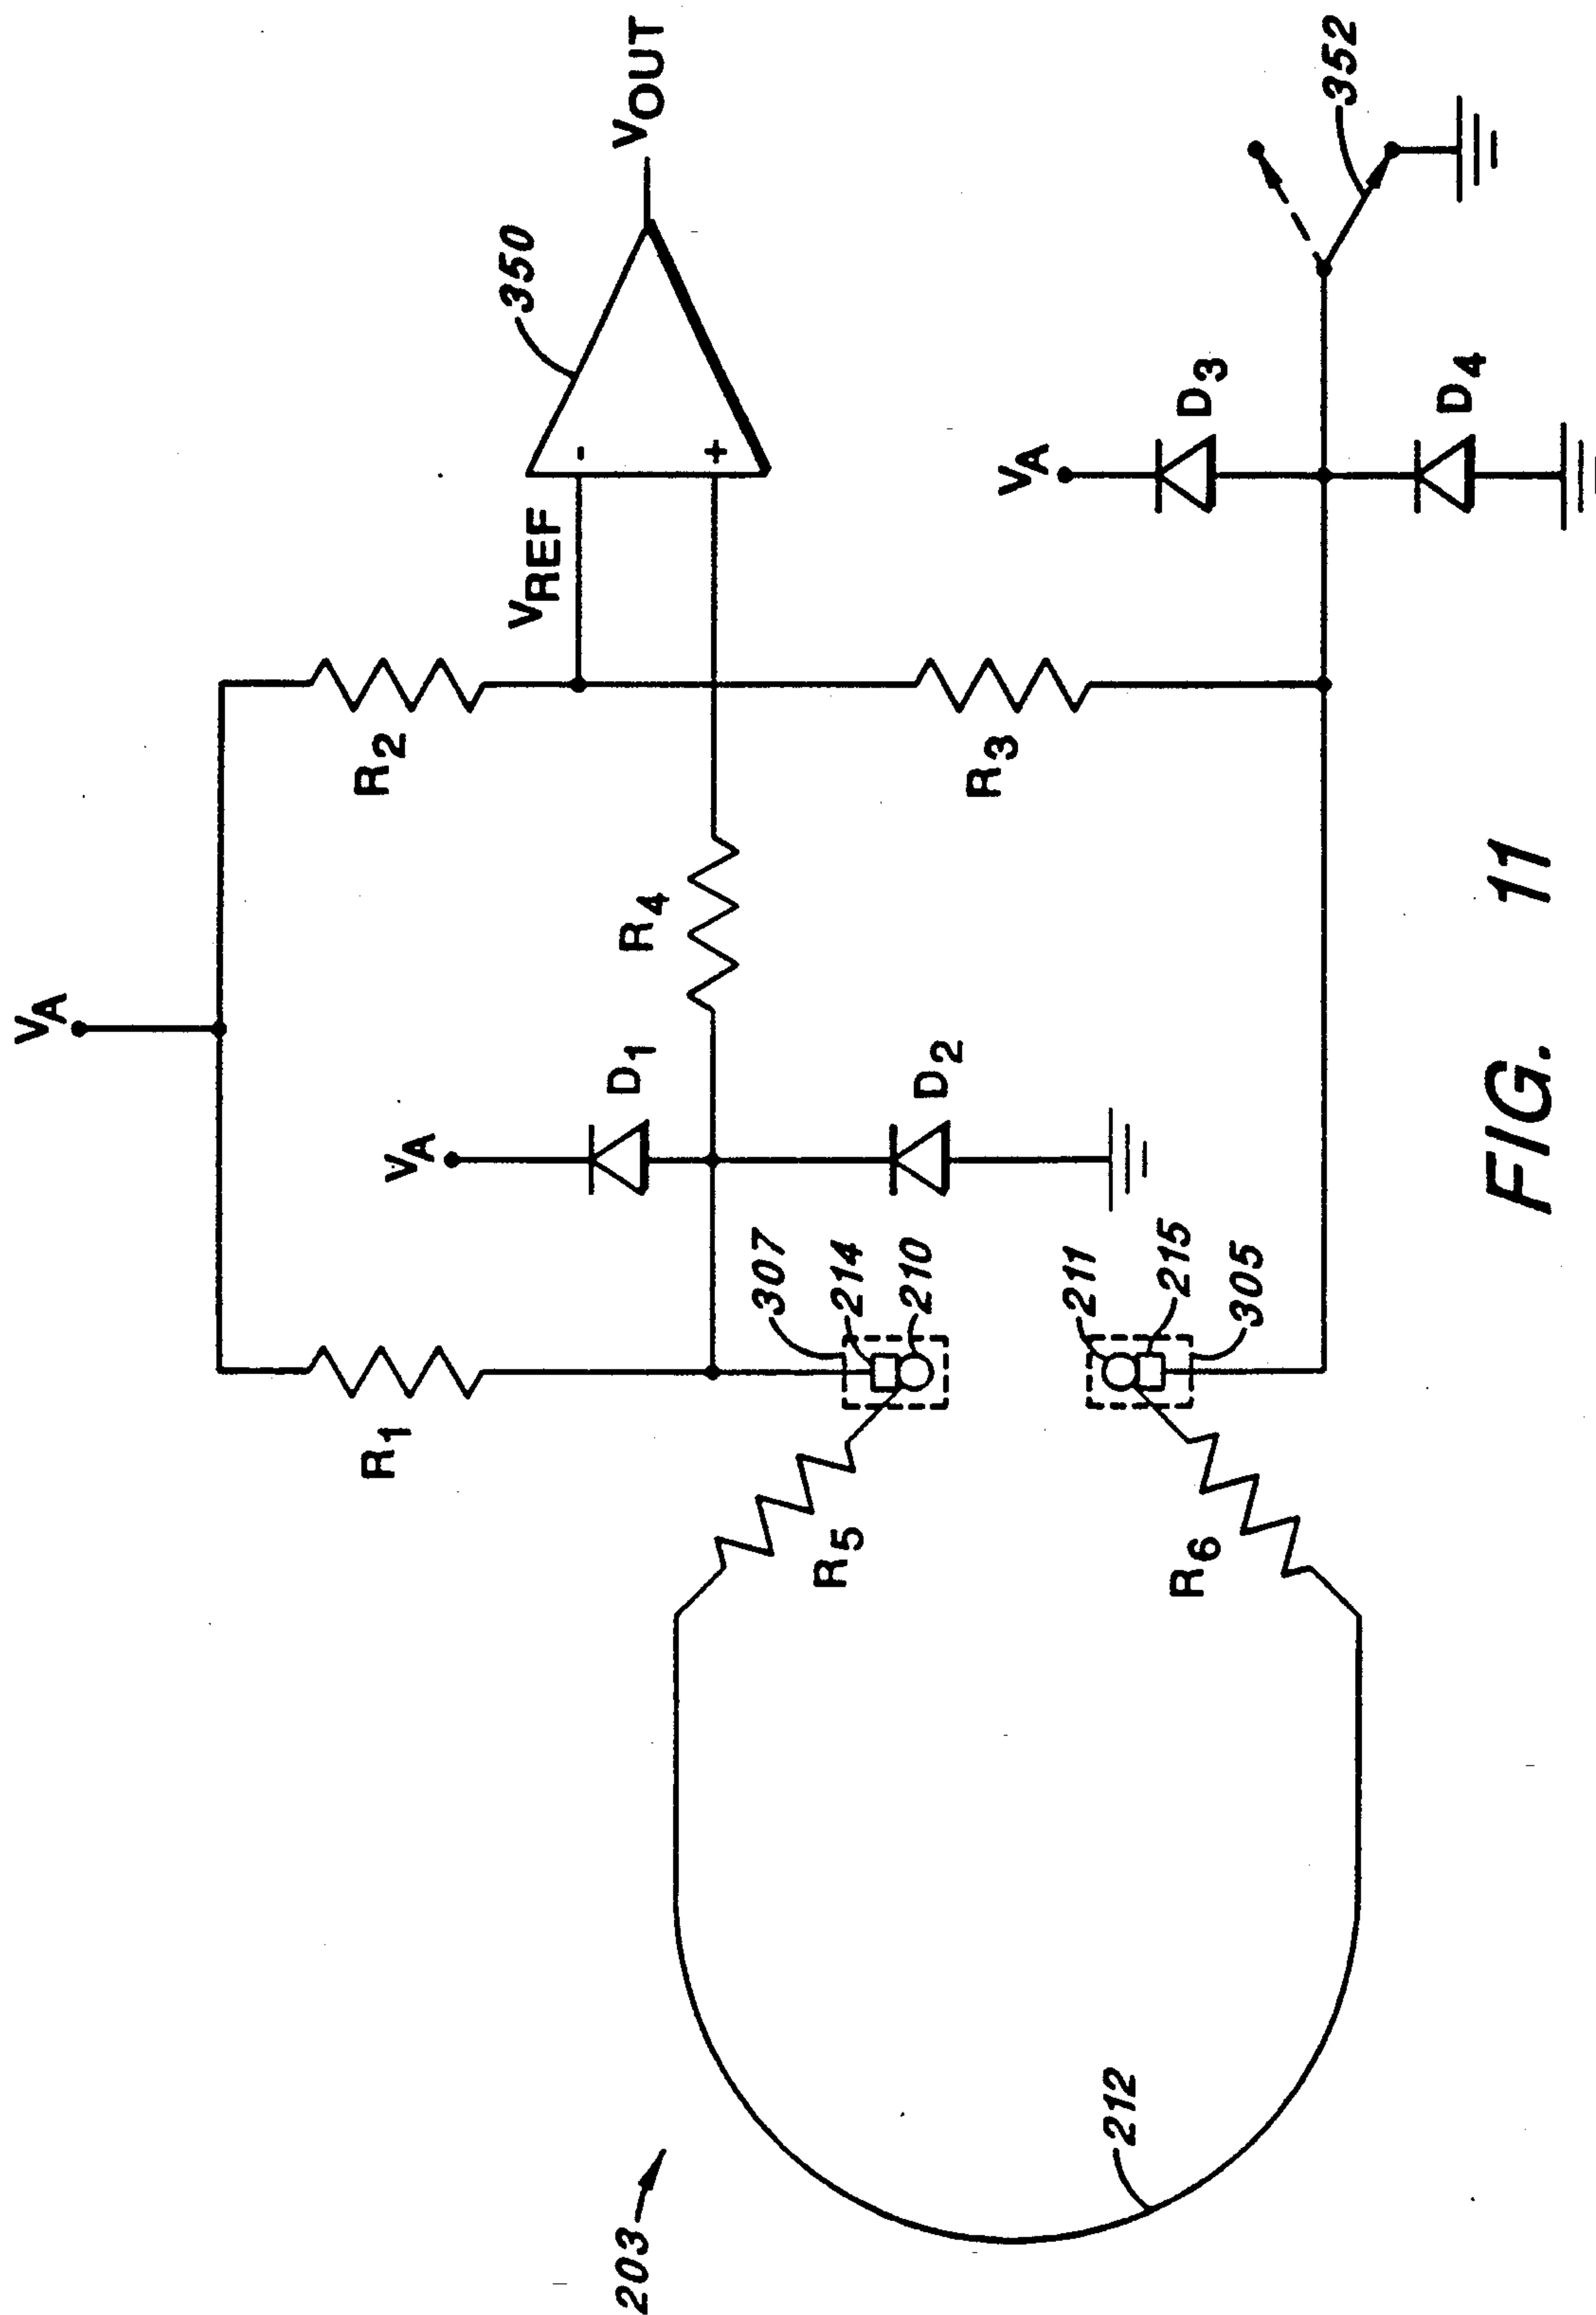 VA
R1
R2
VA
D1
R4
VREF
350
-
+
VOUT
D2
R3
VA
D3
D4
352
307
214
210
211
215
305
R5
R6
203
212
FIG. 11